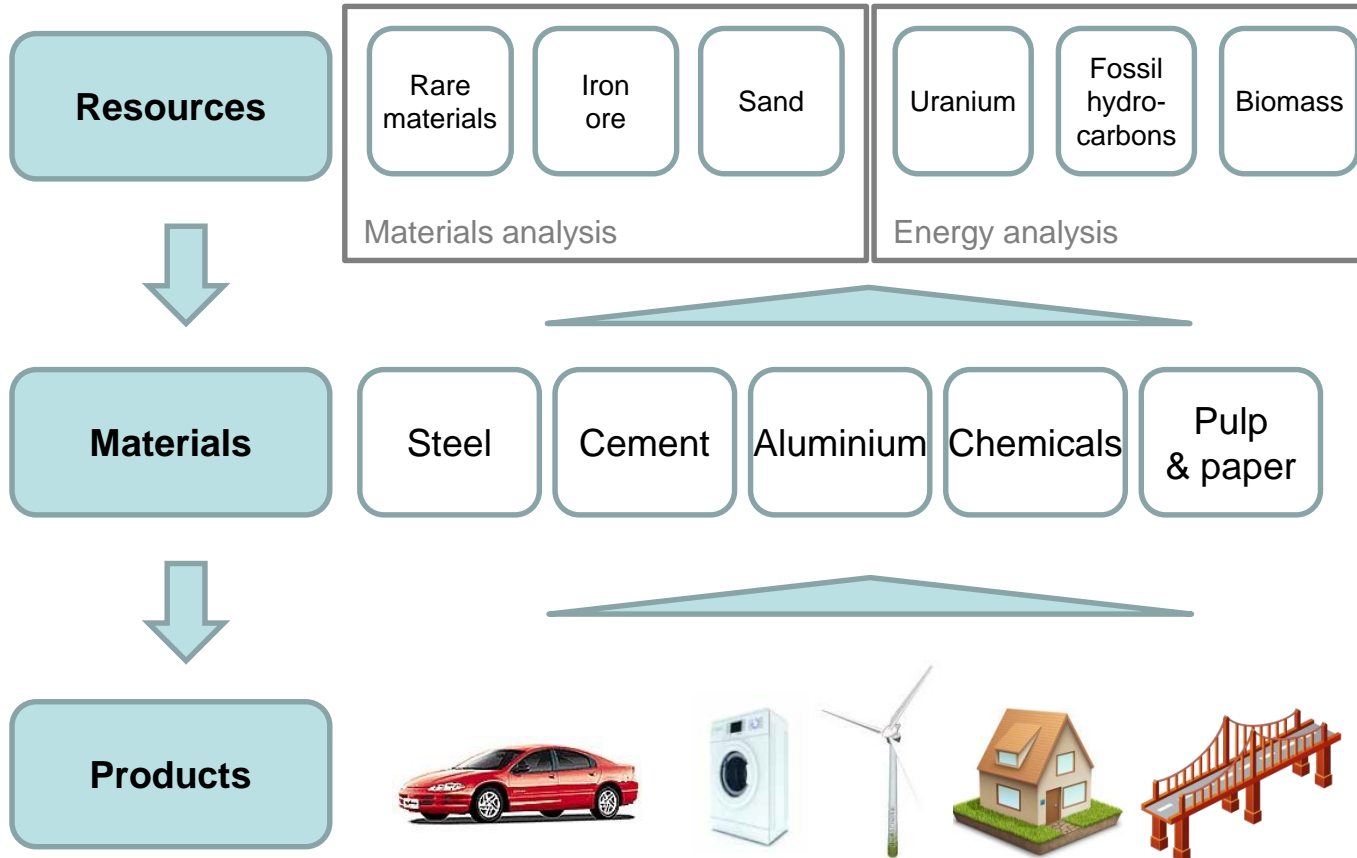 Resources
Rare
materials
Iron
ore
Sand
Uranium
Fossil
hydro-
carbons
Biomass
Materials analysis
Energy analysis
Materials
Steel
Cement
Aluminium
Chemicals
Pulp
& paper
Products